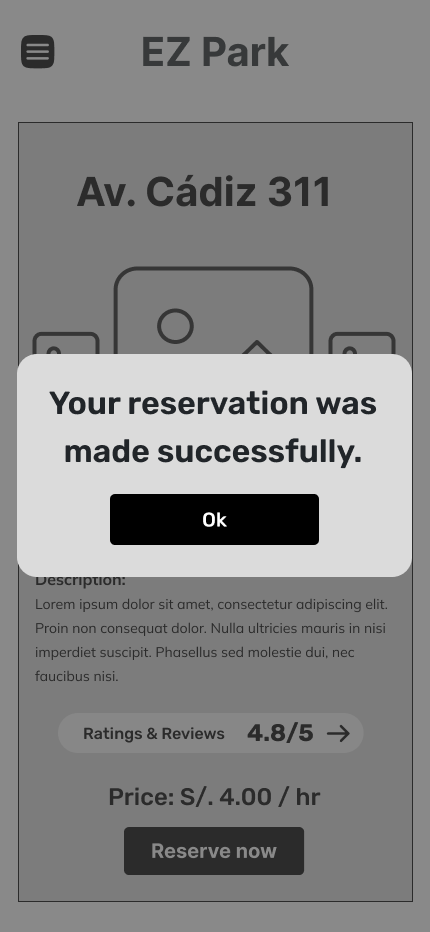 EZ Park
Av. Cádiz 311
Your reservation was
made successfully.
Ok
Description:
Lorem ipsum dolor sit amet, consectetur adipiscing elit.
Proin non consequat dolor. Nulla ultricies mauris in nisi
imperdiet suscipit. Phasellus sed molestie dui, nec
faucibus nisi.
Ratings & Reviews 4.8/5
Price: S/. 4.00 / hr
Reserve now